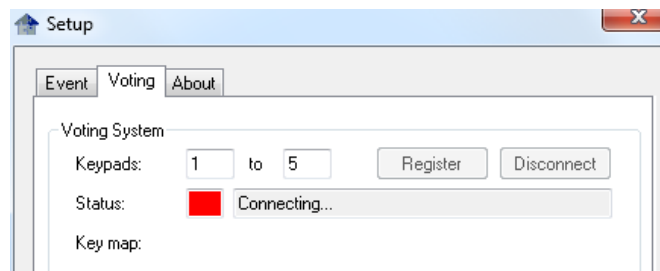 Setup
Event Voting About
Voting System
Keypads: 1 to 5 Register Disconnect
Status: Connecting...
Key map: